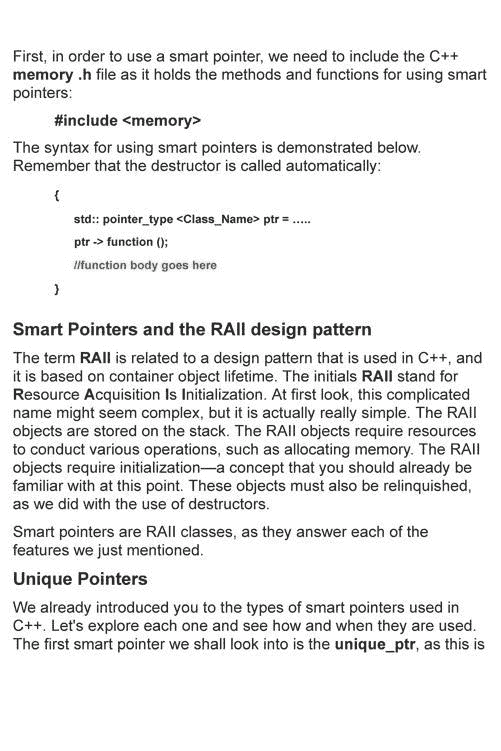 First, in order to use a smart pointer, we need to include the C++
memory .h file as it holds the methods and functions for using smart
pointers:
#include <memory>
The syntax for using smart pointers is demonstrated below.
Remember that the destructor is called automatically:
{
std:: pointer_type <Class_Name> ptr = …..
ptr -> function ();
//function body goes here
}
Smart Pointers and the RAII design pattern
The term RAII is related to a design pattern that is used in C++, and
it is based on container object lifetime. The initials RAII stand for
Resource Acquisition Is Initialization. At first look, this complicated
name might seem complex, but it is actually really simple. The RAII
objects are stored on the stack. The RAII objects require resources
to conduct various operations, such as allocating memory. The RAII
objects require initialization—a concept that you should already be
familiar with at this point. These objects must also be relinquished,
as we did with the use of destructors.
Smart pointers are RAII classes, as they answer each of the
features we just mentioned.
Unique Pointers
We already introduced you to the types of smart pointers used in
C++. Let's explore each one and see how and when they are used.
The first smart pointer we shall look into is the unique_ptr, as this is